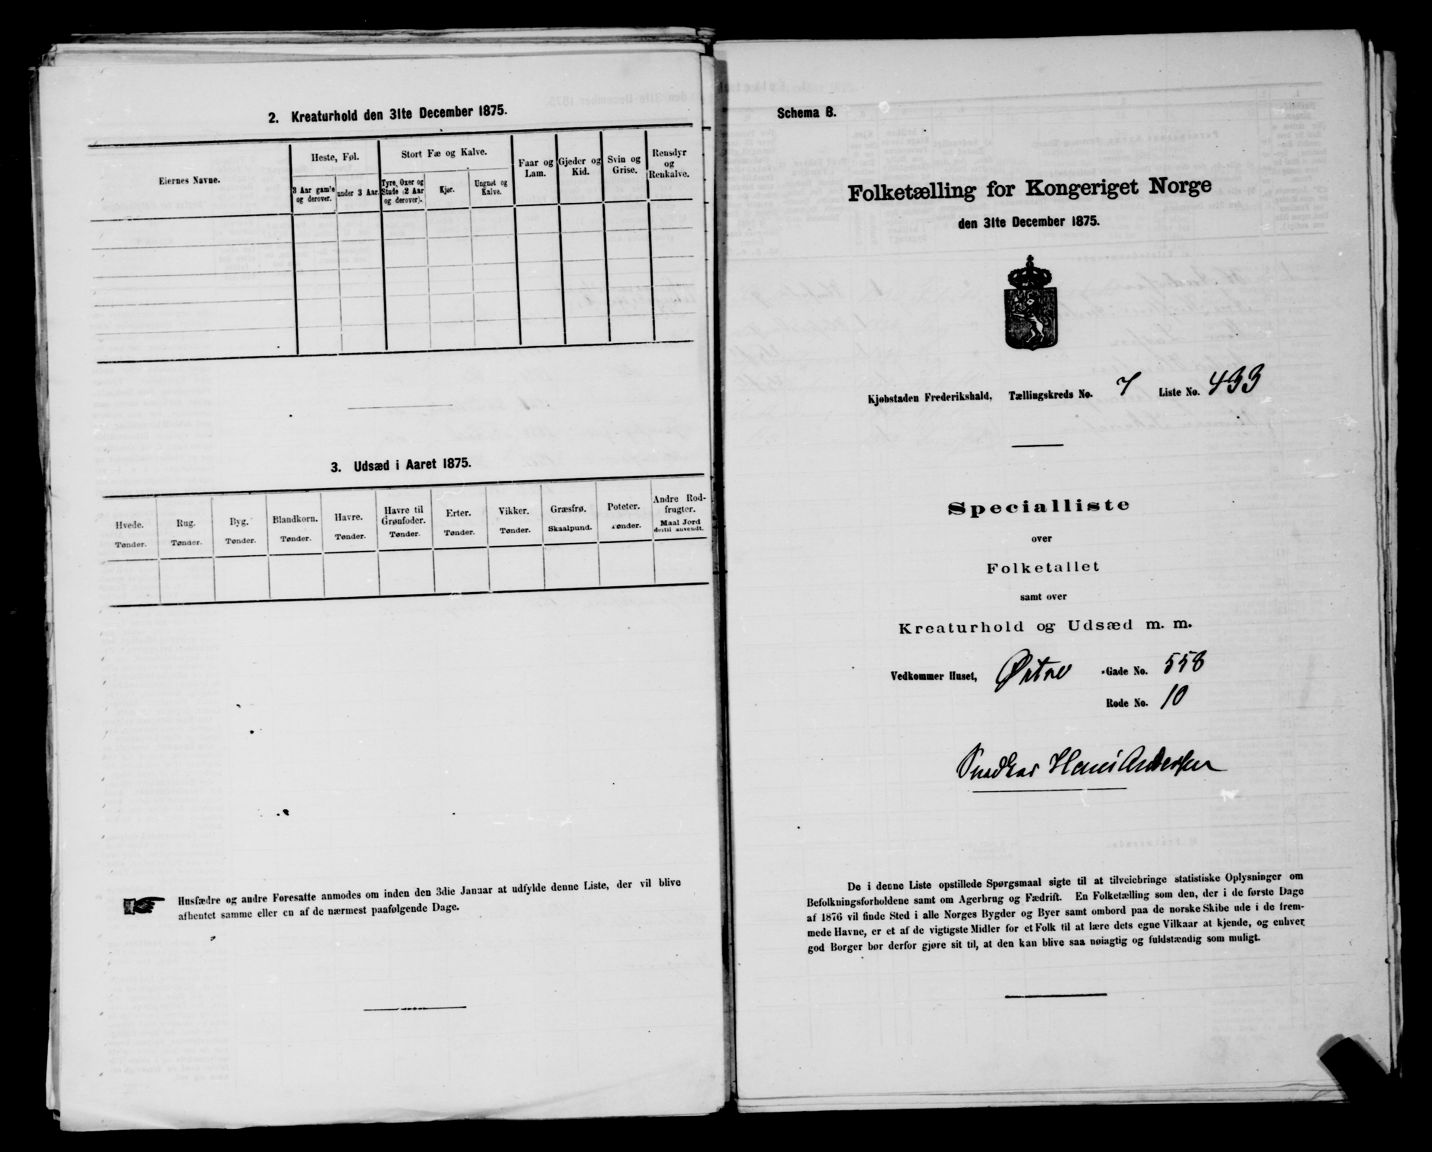 2. Kreaturhold den 31te December 1875.
Eiernes Navne.
Heste, Føl.
3 Aar gamle og derover.
under 3 Aar.
Stort Fæ og Kalve.
Tyre, Oxer og Stude (2 Aar og derover).
Kjør.
Ungnøt og Kalve.
Faar og Lam.
Gjeder og Kid.
Svin og Grise.
Rensdyr og Renkalve.
3. Udsæd i Aaret 1875.
Hvede. Tønder.
Rug. Tønder.
Byg. Tønder.
Blandkorn. Tønder.
Havre. Tønder.
Havre til Grønfoder. Tønder.
Erter. Tønder.
Vikker. Tønder.
Græsfrø. Skaalpund.
Poteter. Tønder.
Andre Rodfrugter. Maal Jord dertil anvendt.
Husfædre og andre Foresatte anmodes om inden den 3die Januar at udfylde denne Liste, der vil blive
afhentet samme eller en af de nærmest paafølgende Dage.
Schema B.
Folketælling for Kongeriget Norge
den 31te December 1875.
Kjøbstaden Frederikshald, Tællingskreds No. 7 Liste No. 433
Specialliste
over
Folketallet
samt over
Kreaturhold og Udsæd m. m.
Vedkommer Huset, Østre Gade No. 558
Rode No. 10
Snedker Hans Andersen
De i denne Liste opstillede Spørgsmaal sigte til at tilveiebringe statistiske Oplysninger om
Befolkningsforholdene samt om Agerbrug og Fædrift. En Folketælling som den, der i de første Dage
af 1876 vil finde Sted i alle Norges Bygder og Byer samt ombord paa de norske Skibe ude i de frem-
mede Havne, er et af de vigtigste Midler for et Folk til at lære dets egne Vilkaar at kjende, og enhver
god Borger bør derfor gjøre sit til, at den kan blive saa nøiagtig og fuldstændig som muligt.